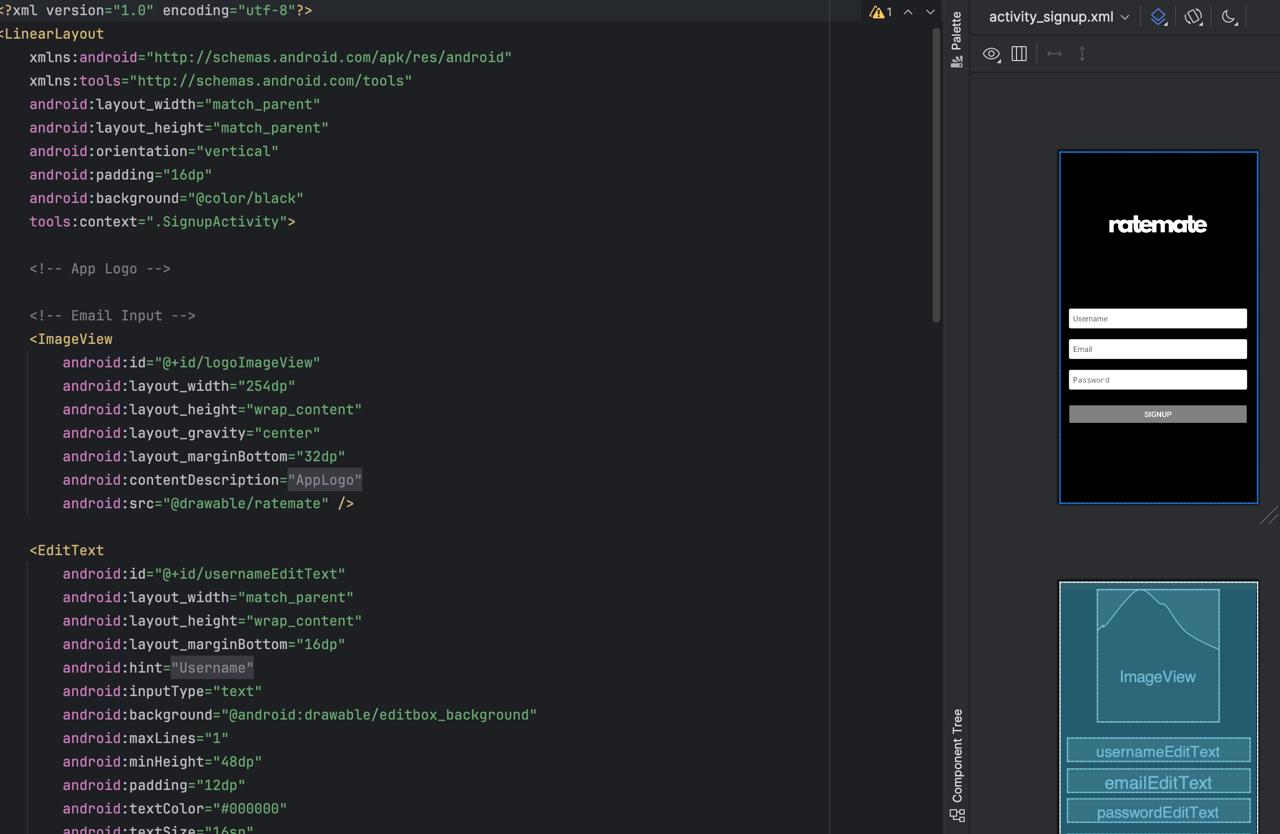 <?xml version="1.0" encoding="utf-8"?>
<LinearLayout
xmlns:android="http://schemas.android.com/apk/res/android"
xmlns:tools="http://schemas.android.com/tools"
android:layout_width="match_parent"
android:layout_height="match_parent"
android:orientation="vertical"
android:padding="16dp"
android:background="@color/black"
tools:context=".SignupActivity">
<!-- App Logo -->
<!-- Email Input -->
<ImageView
android:id="@+id/logoImageView"
android:layout_width="254dp"
android:layout_height="wrap_content"
android:layout_gravity="center"
android:layout_marginBottom="32dp"
android:contentDescription="AppLogo"
android:src="@drawable/ratemate" />
<EditText
android:id="@+id/usernameEditText"
android:layout_width="match_parent"
android:layout_height="wrap_content"
android:layout_marginBottom="16dp"
android:hint="Username"
android:inputType="text"
android:background="@android:drawable/editbox_background"
android:maxLines="1"
android:minHeight="48dp"
android:padding="12dp"
android:textColor="#000000"
android:textSize="16sp"
1
Palette
Component Tree
activity_signup.xml
ratemate
Username
Email
Password
SIGNUP
ImageView
usernameEditText
emailEditText
passwordEditText